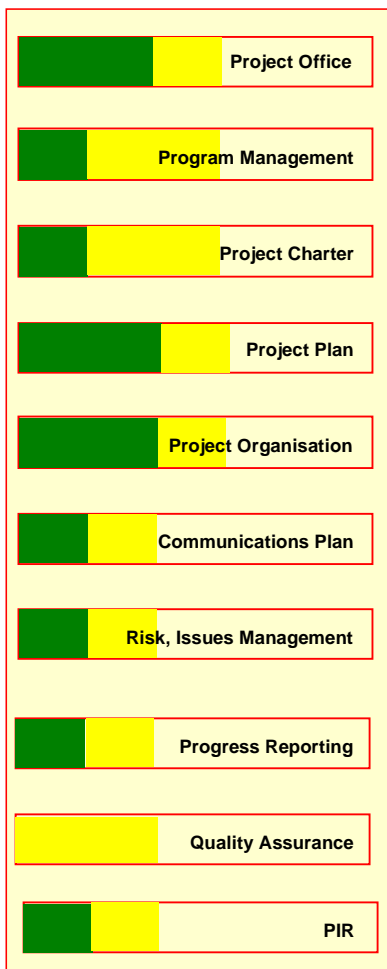 Project Office
Program Management
Project Charter
Project Plan
Project Organisation
Communications Plan
Risk, Issues Management
Progress Reporting
Quality Assurance
PIR